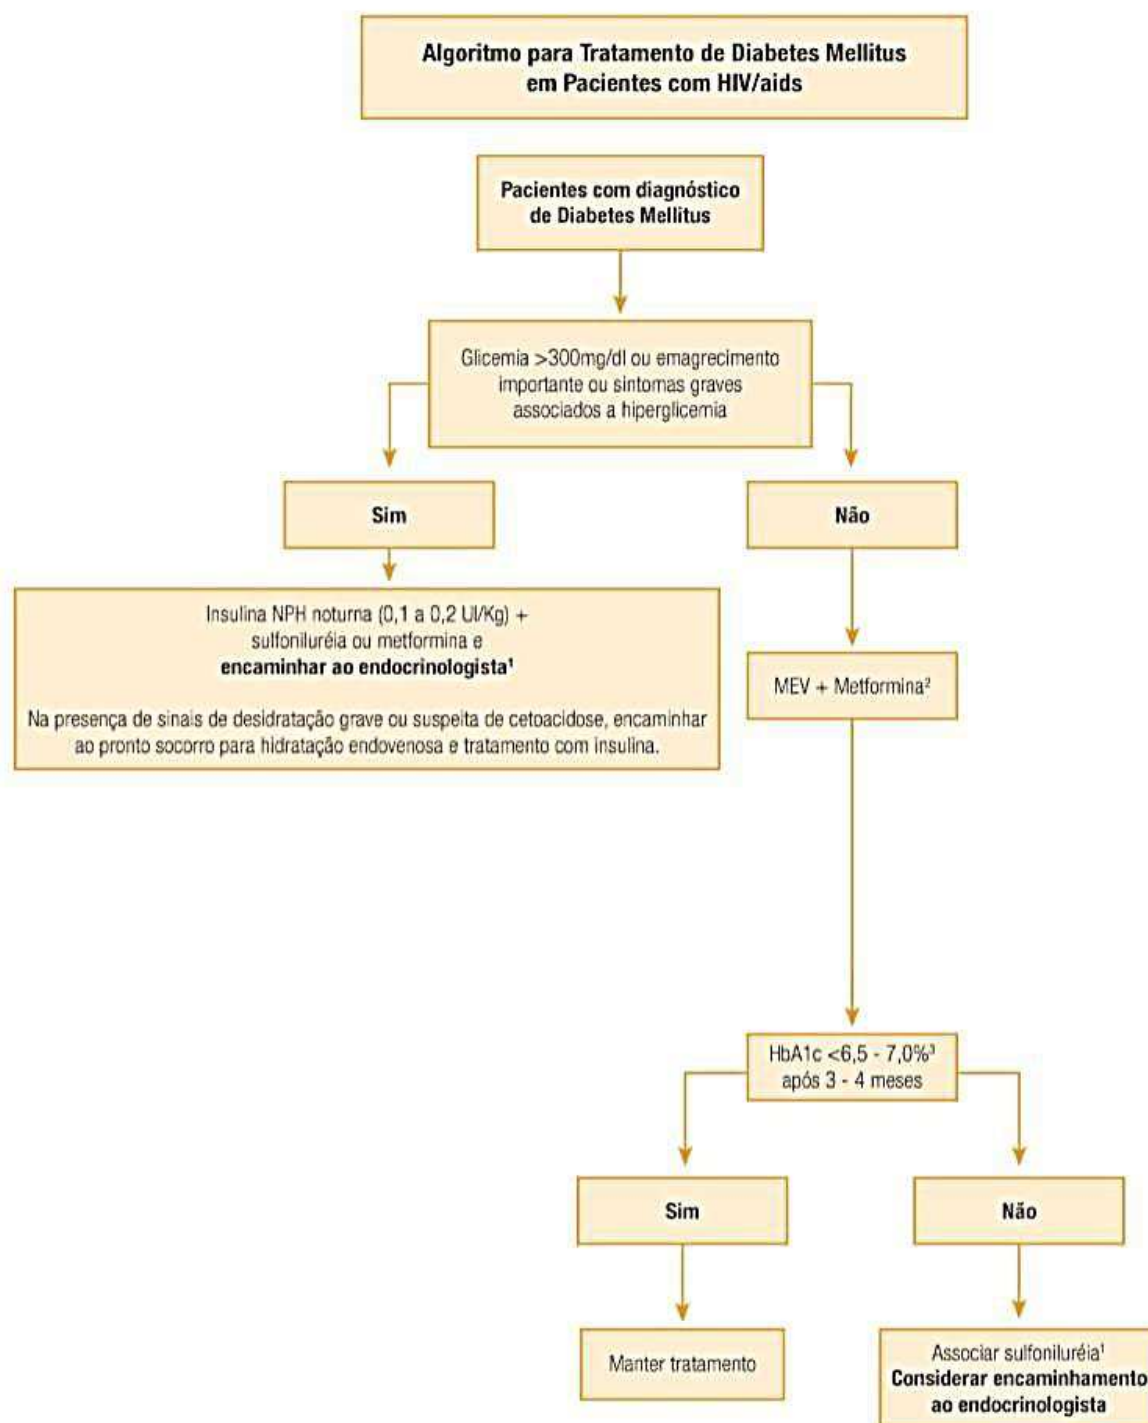 Algoritmo para Tratamento de Diabetes Mellitus
em Pacientes com HIV/aids
Pacientes com diagnóstico
de Diabetes Mellitus
Glicemia >300mg/dl ou emagrecimento
importante ou sintomas graves
associados a hiperglicemia
Sim
Não
Insulina NPH noturna (0,1 a 0,2 UI/Kg) +
sulfoniluréia ou metformina e
encaminhar ao endocrinologista¹
Na presença de sinais de desidratação grave ou suspeita de cetoacidose, encaminhar
ao pronto socorro para hidratação endovenosa e tratamento com insulina.
MEV + Metformina²
HbA1c <6,5 - 7,0%³
após 3 - 4 meses
Sim
Não
Manter tratamento
Associar sulfoniluréia¹
Considerar encaminhamento
ao endocrinologista